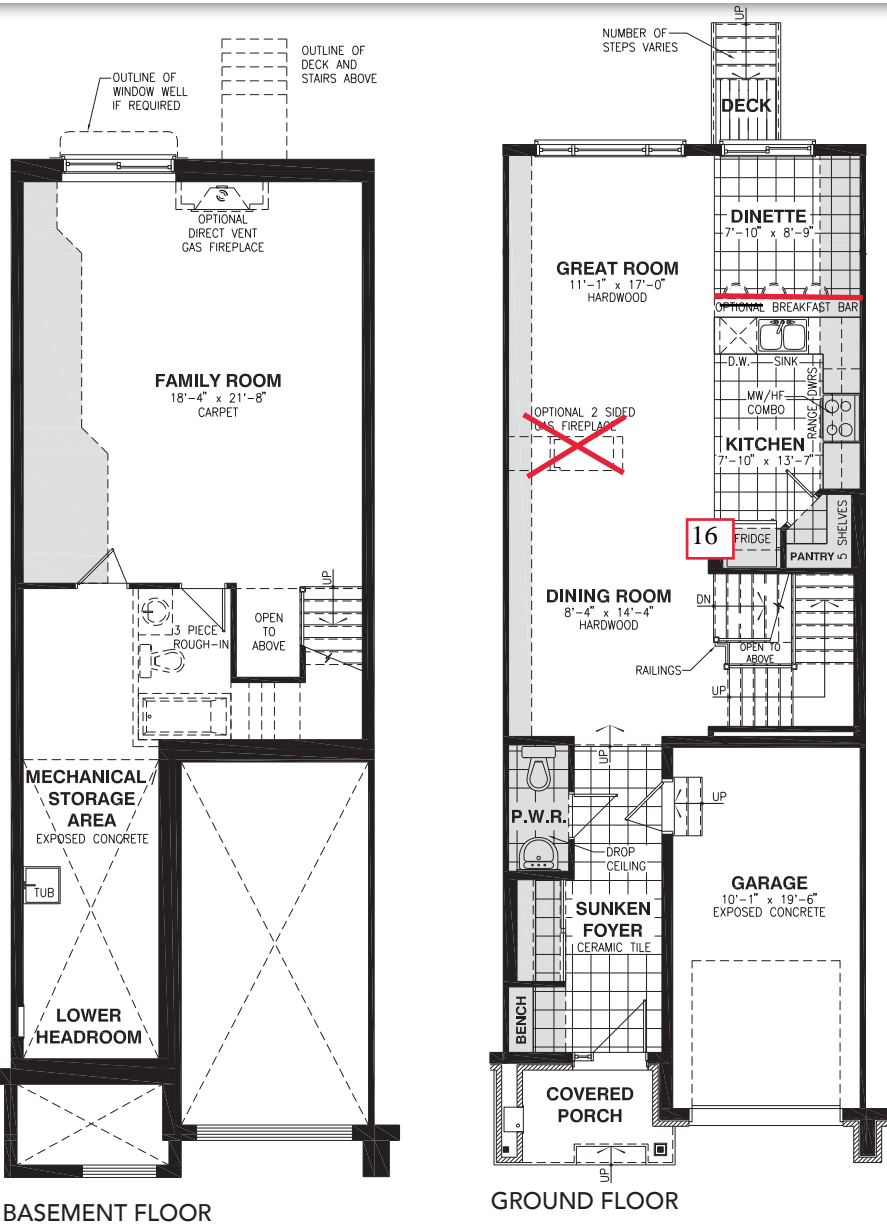 OUTLINE OF
WINDOW WELL
IF REQUIRED
OUTLINE OF
DECK AND
STAIRS ABOVE
OPTIONAL
DIRECT VENT
GAS FIREPLACE
FAMILY ROOM
18'-4" x 21'-8"
CARPET
UP
3 PIECE
ROUGH-IN
OPEN
TO
ABOVE
MECHANICAL
STORAGE
AREA
EXPOSED CONCRETE
TUB
LOWER
HEADROOM
BASEMENT FLOOR
UP
NUMBER OF
STEPS VARIES
DECK
DINETTE
7'-10" x 8'-9"
GREAT ROOM
11'-1" x 17'-0"
HARDWOOD
OPTIONAL BREAKFAST BAR
D.W.
SINK
MW/HF
COMBO
RANGE
DWRS
OPTIONAL 2 SIDED
GAS FIREPLACE
KITCHEN
7'-10" x 13'-7"
16
FRIDGE
PANTRY
5 SHELVES
DINING ROOM
8'-4" x 14'-4"
HARDWOOD
DN
OPEN TO
ABOVE
RAILINGS
UP
UP
P.W.R.
UP
DROP
CEILING
SUNKEN
FOYER
CERAMIC TILE
GARAGE
10'-1" x 19'-6"
EXPOSED CONCRETE
BENCH
COVERED
PORCH
UP
GROUND FLOOR